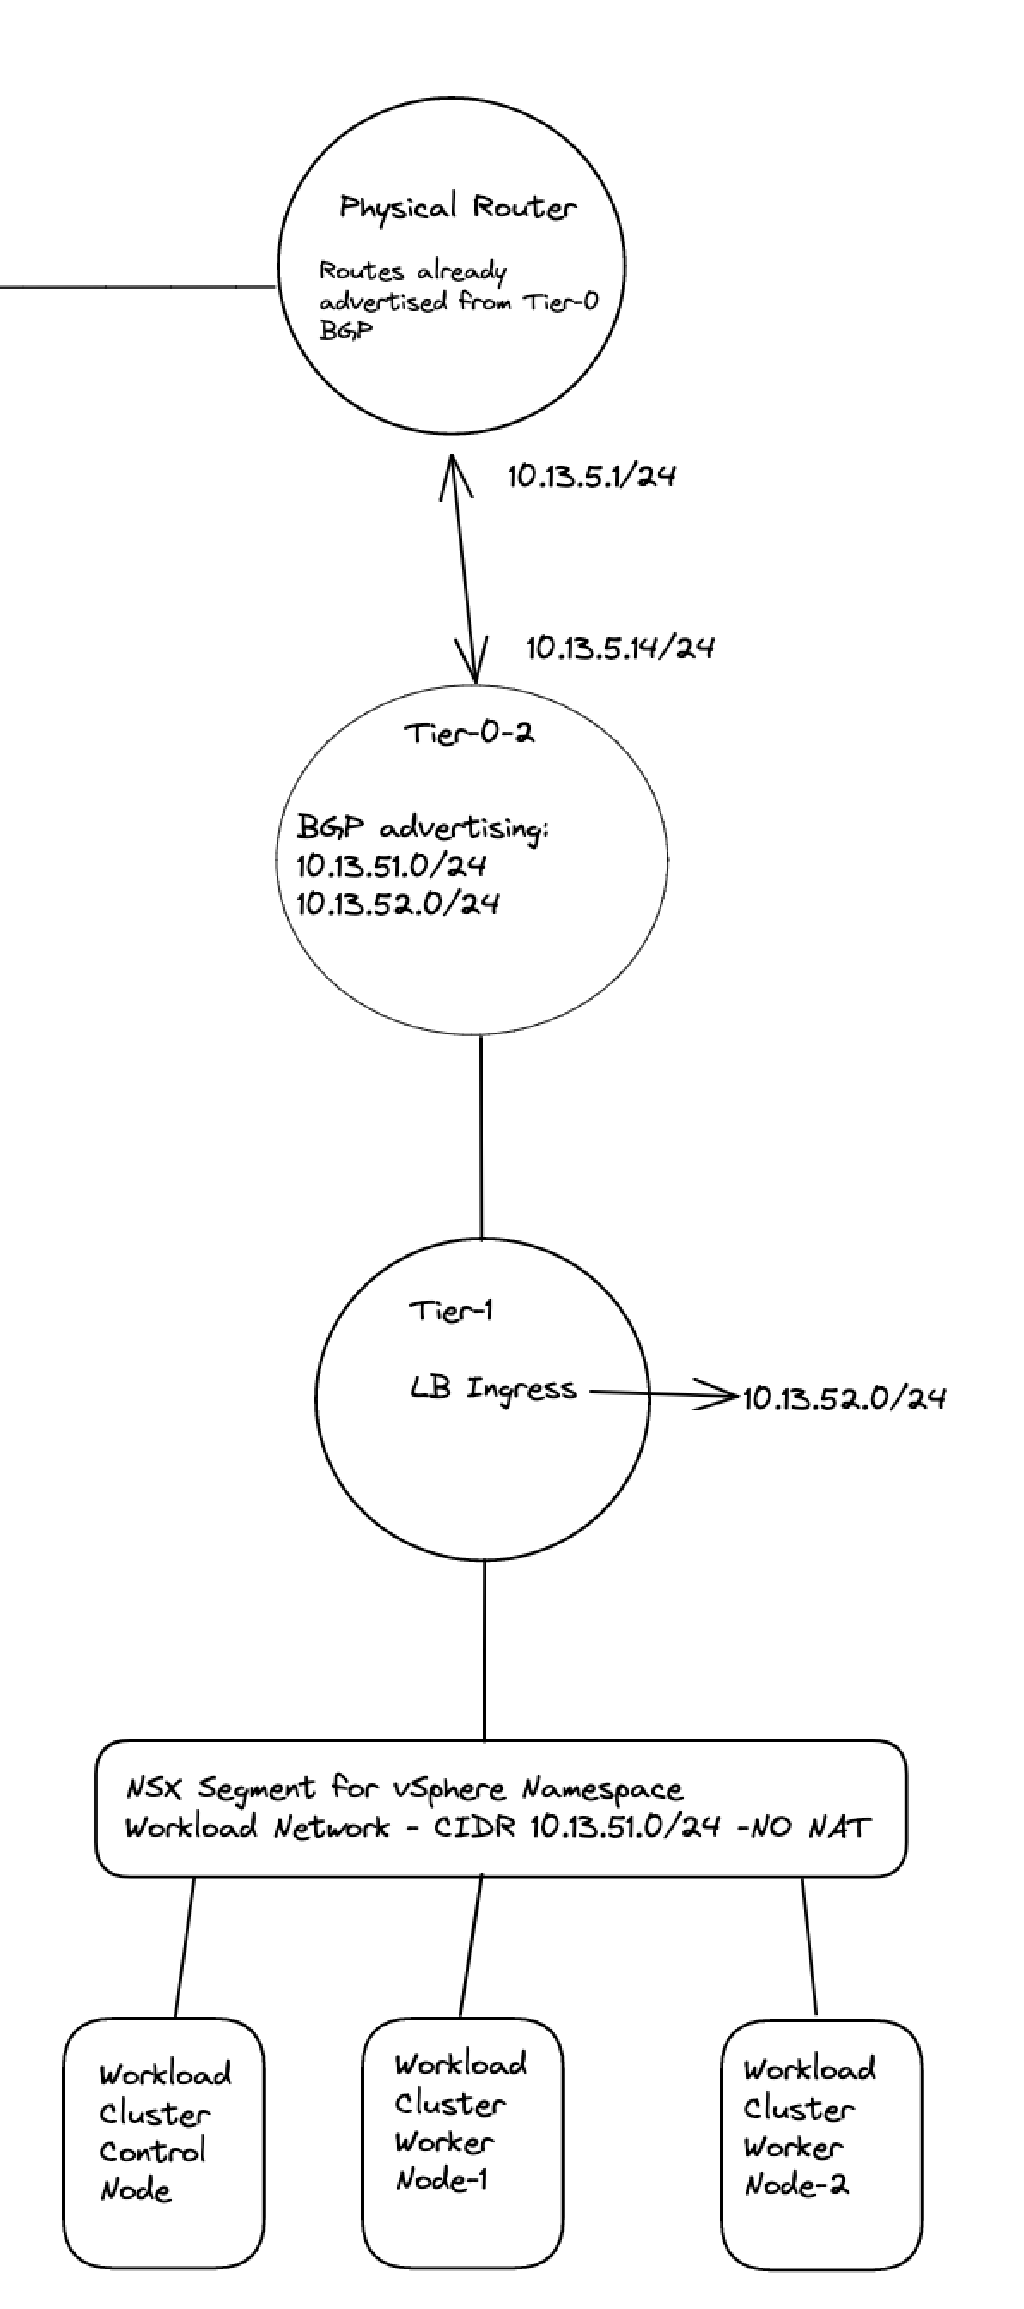 Physical Router
Routes already
advertised from Tier-0
BGP
10.13.5.1/24
10.13.5.14/24
Tier-0-2
BGP advertising:
10.13.51.0/24
10.13.52.0/24
Tier-1
LB Ingress
10.13.52.0/24
NSX Segment for vSphere Namespace
Workload Network - CIDR 10.13.51.0/24 -NO NAT
Workload
Cluster
Control
Node
Workload
Cluster
Worker
Node-1
Workload
Cluster
Worker
Node-2